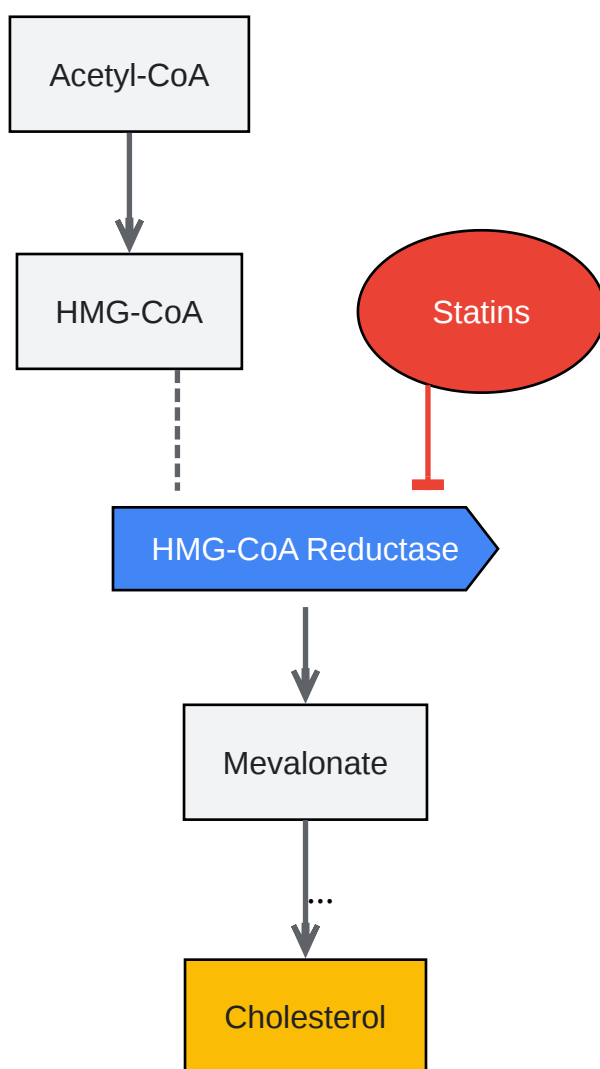 Acetyl-CoA
HMG-CoA
Statins
HMG-CoA Reductase
Mevalonate
...
Cholesterol